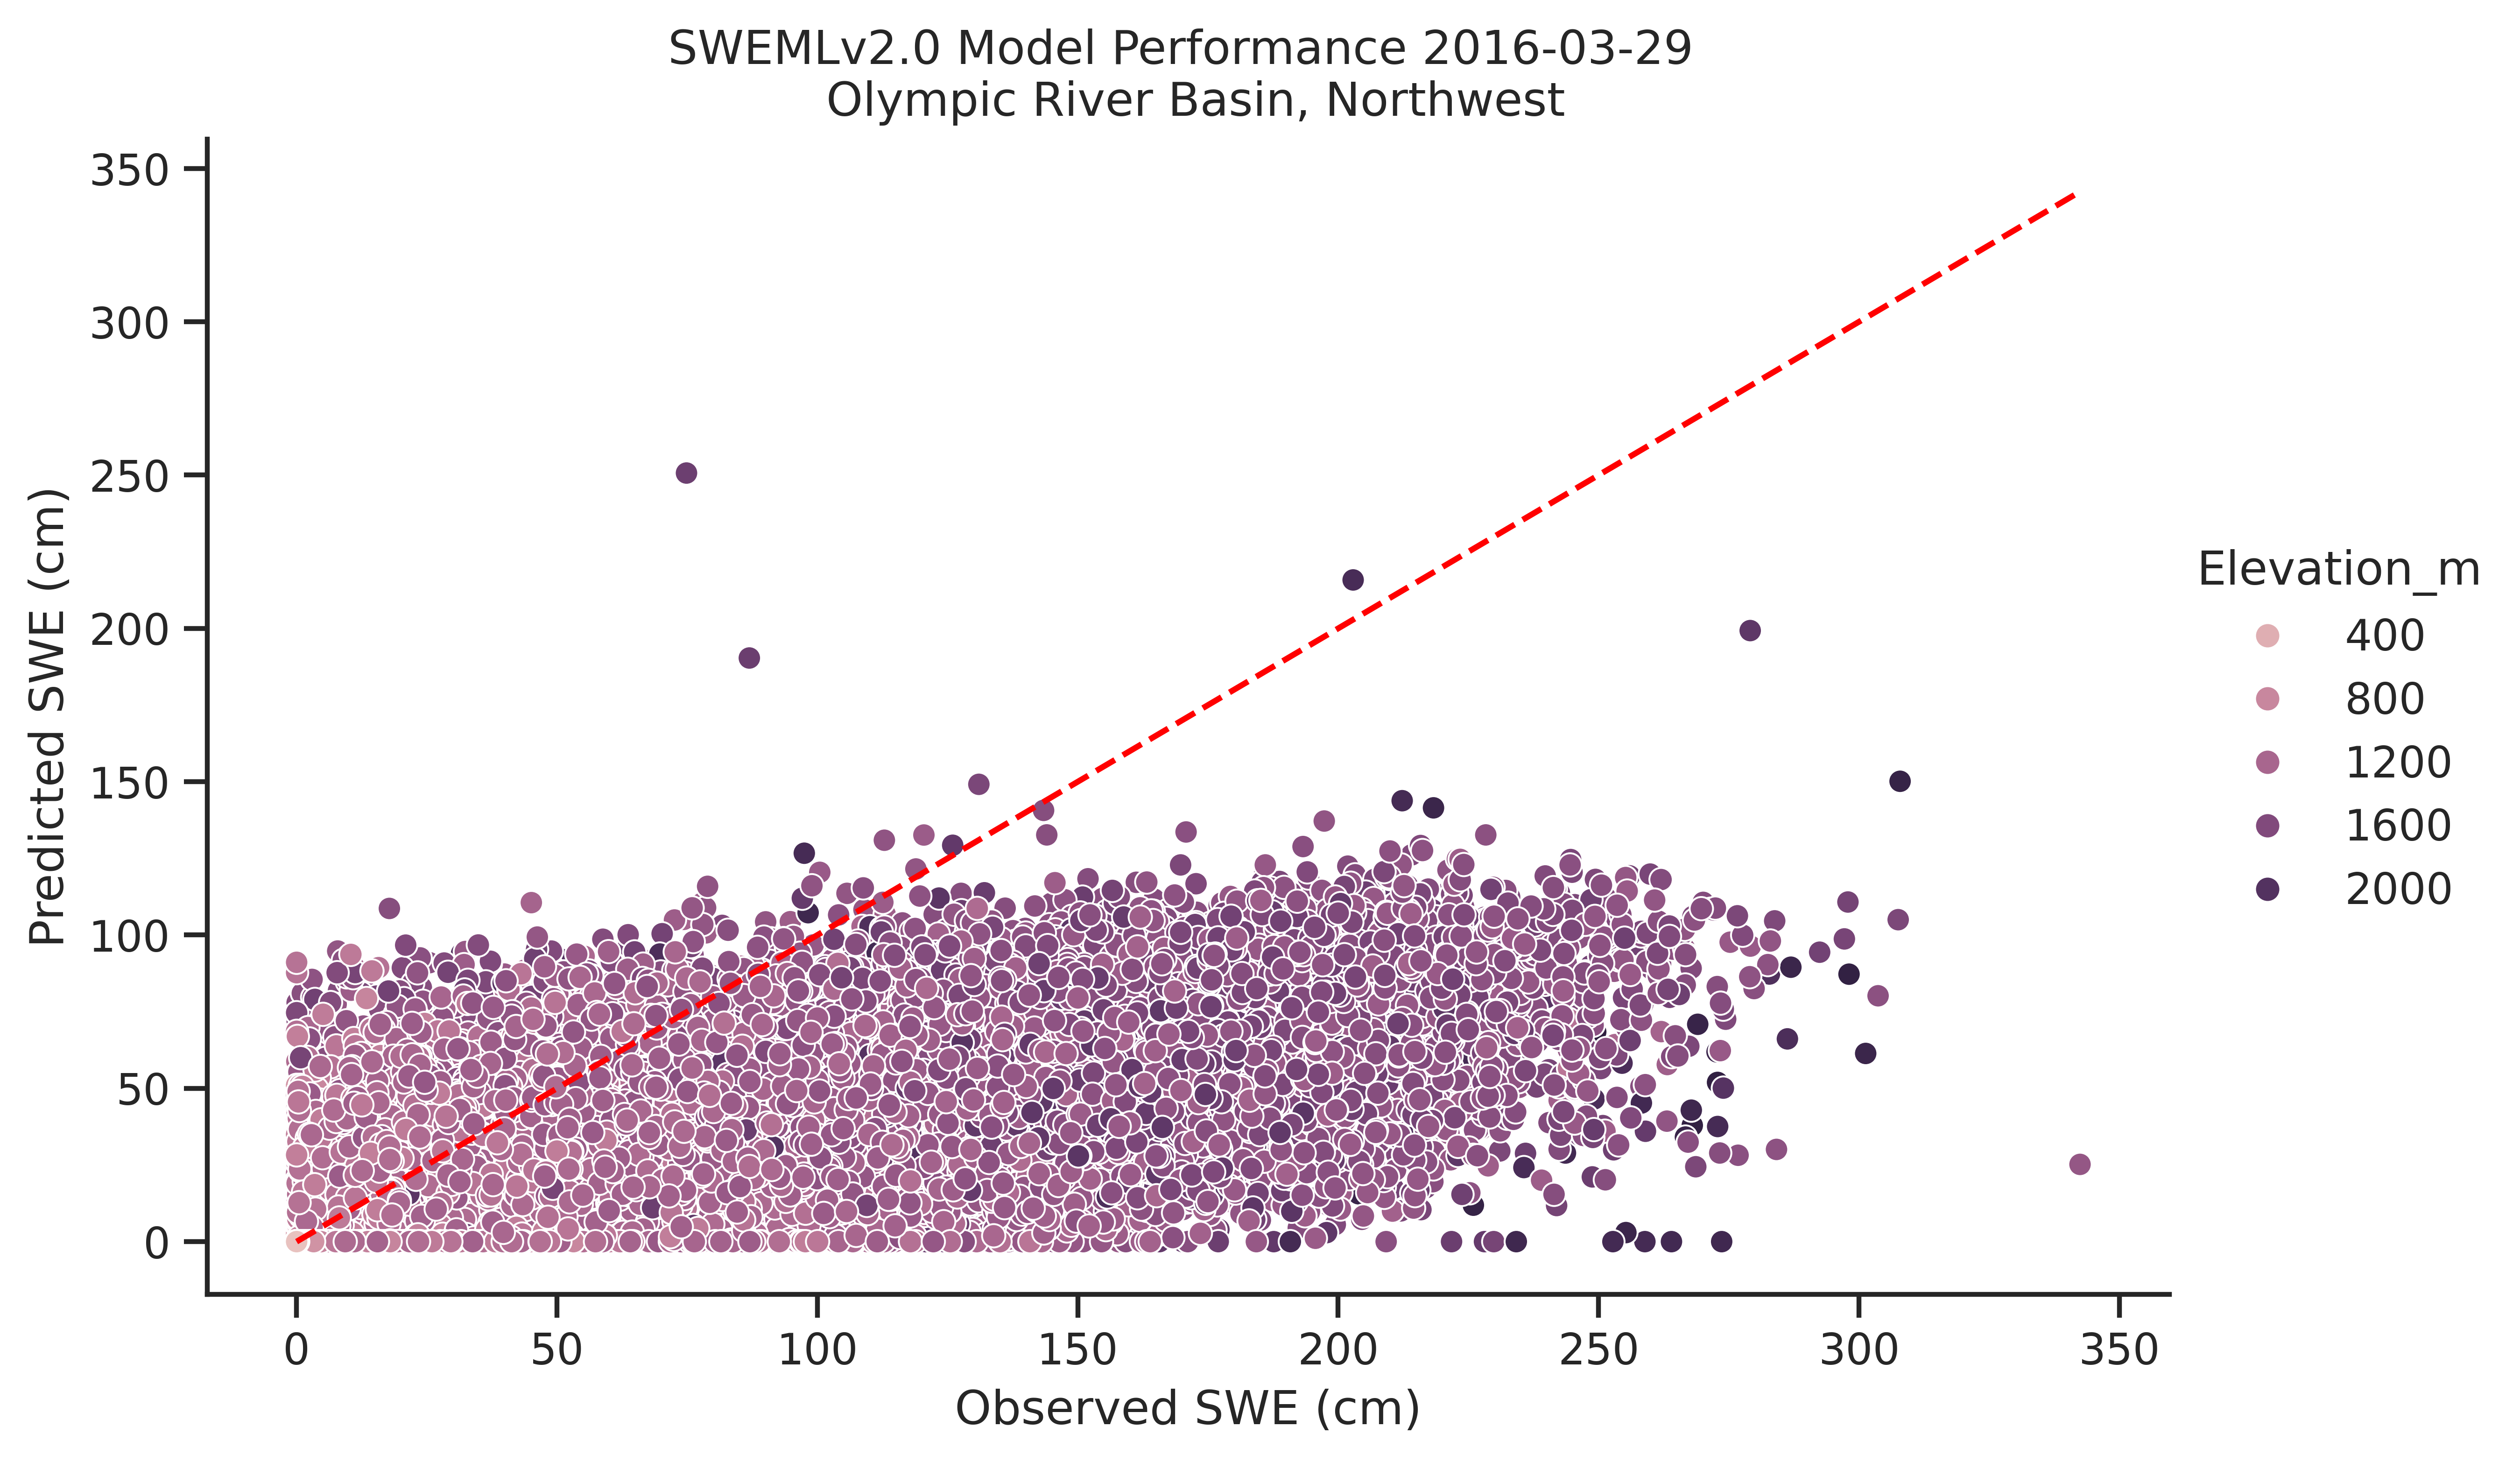 SWEMLv2.0 Model Performance 2016-03-29
Olympic River Basin, Northwest
Predicted SWE (cm)
350
300
250
200
150
100
50
0
0 50 100 150 200 250 300 350
Observed SWE (cm)
Elevation_m
400
800
1200
1600
2000